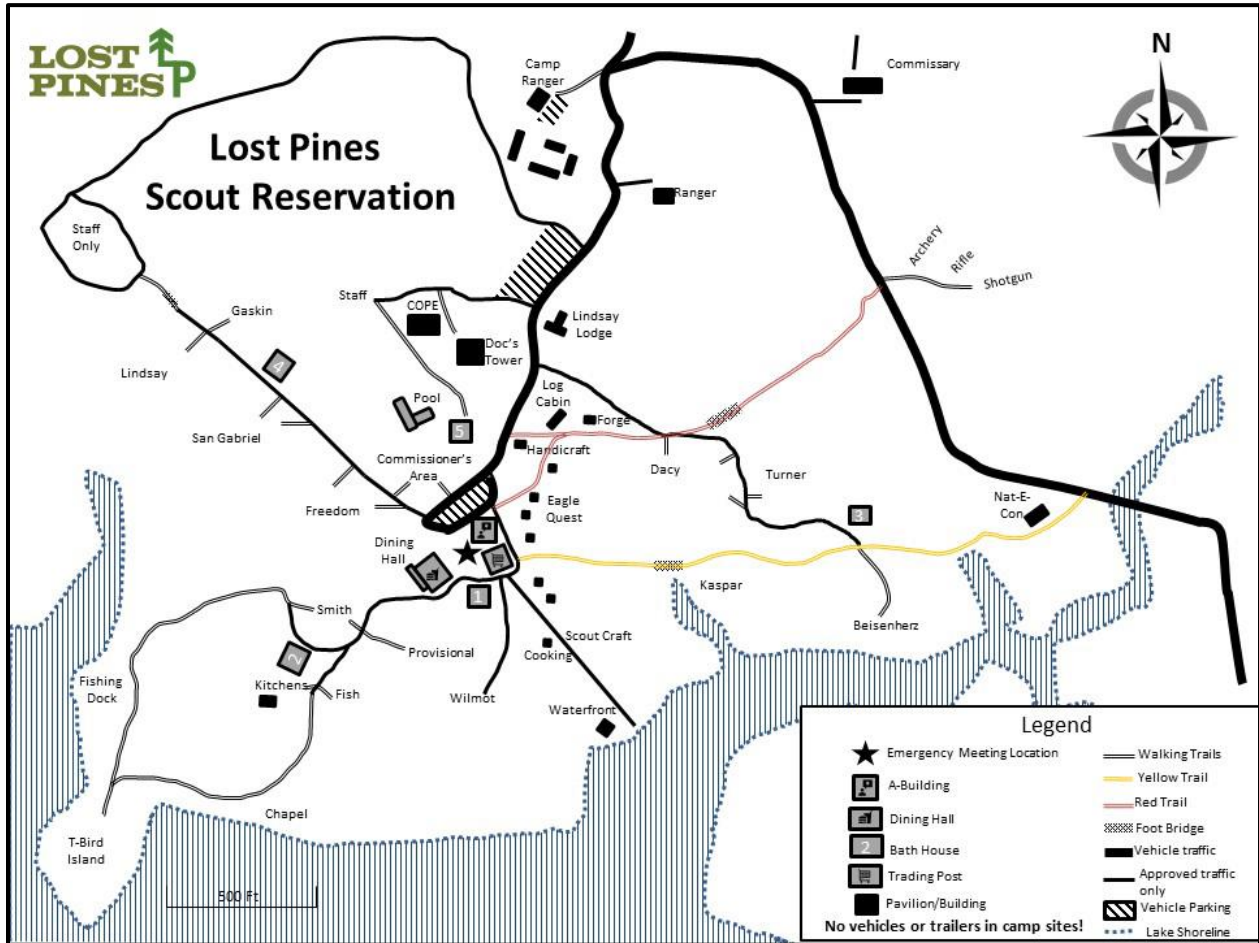 LOST
PINES
Lost Pines
Scout Reservation
Camp
Ranger
Commissary
N
Ranger
Staff
Only
Archery
Rifle
Shotgun
Gaskin
Staff
COPE
Lindsay
Lodge
Doc's
Tower
Lindsay
4
Log
Cabin
Pool
Forge
5
San Gabriel
Handicraft
Commissioner's
Area
Dacy
Turner
Freedom
Eagle
Quest
Nat-E-
Con
3
Dining
Hall
Kaspar
1
Smith
Beisenherz
Provisional
Scout Craft
Cooking
2
Fishing
Dock
Kitchens
Fish
Wilmot
Waterfront
Chapel
T-Bird
Island
500 Ft
Legend
Emergency Meeting Location
A-Building
Dining Hall
2
Bath House
Trading Post
Pavilion/Building
No vehicles or trailers in camp sites!
Walking Trails
Yellow Trail
Red Trail
Foot Bridge
Vehicle traffic
Approved traffic
only
Vehicle Parking
Lake Shoreline